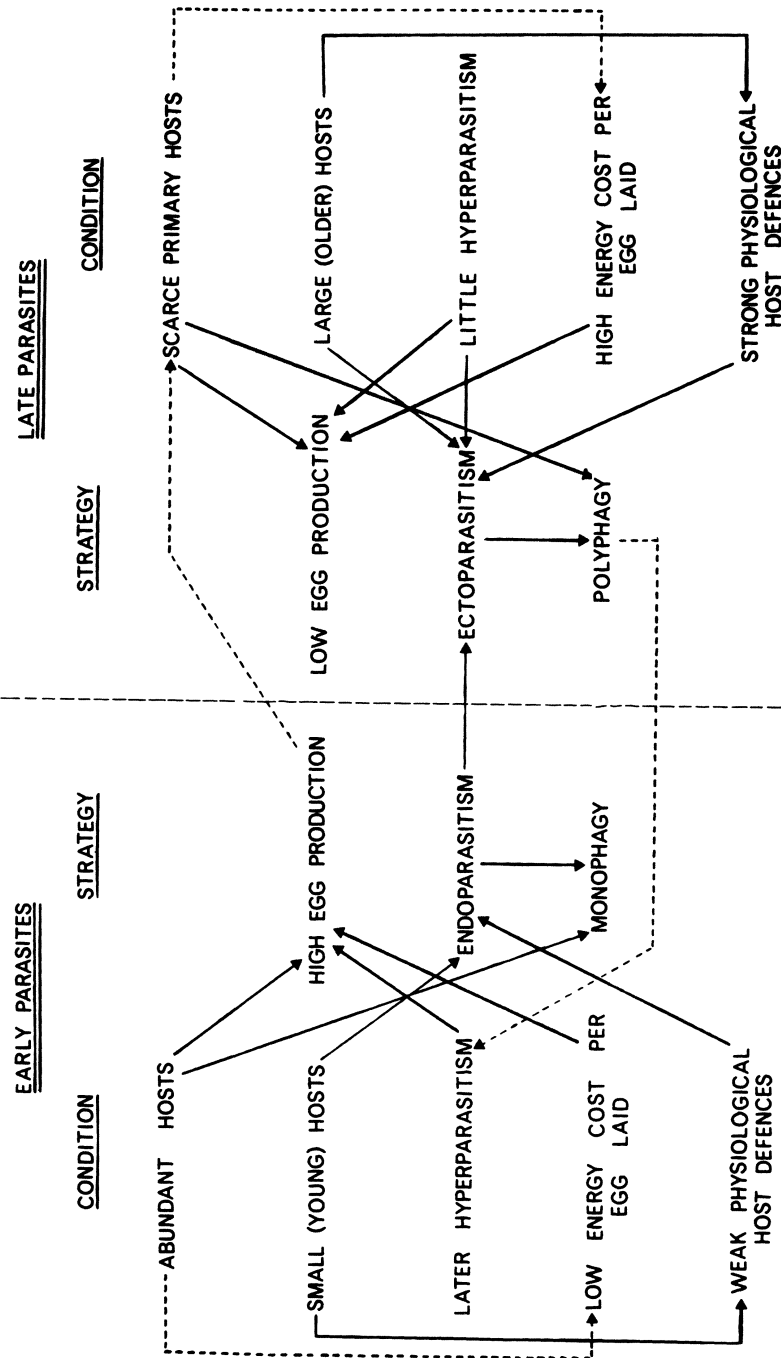 EARLY PARASITES
LATE PARASITES
CONDITION
STRATEGY
STRATEGY
CONDITION
ABUNDANT HOSTS
SCARCE PRIMARY HOSTS
SMALL (YOUNG) HOSTS
HIGH EGG PRODUCTION
LOW EGG PRODUCTION
LARGE (OLDER) HOSTS
LATER HYPERPARASITISM
ENDOPARASITISM
ECTOPARASITISM
LITTLE HYPERPARASITISM
LOW ENERGY COST PER
EGG LAID
MONOPHAGY
POLYPHAGY
HIGH ENERGY COST PER
EGG LAID
WEAK PHYSIOLOGICAL
HOST DEFENCES
STRONG PHYSIOLOGICAL
HOST DEFENCES